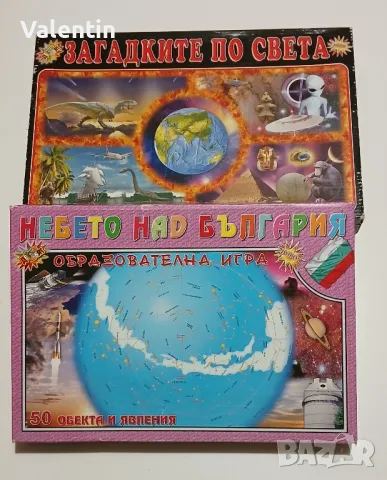 Valentin
ЗАГАДКИТЕ ПО СВЕТА
НЕБЕТО НАД БЪЛГАРИЯ
ОБРАЗОВАТЕЛНА ИГРА
50 ОБЕКТА И ЯВЛЕНИЯ
BAZAR